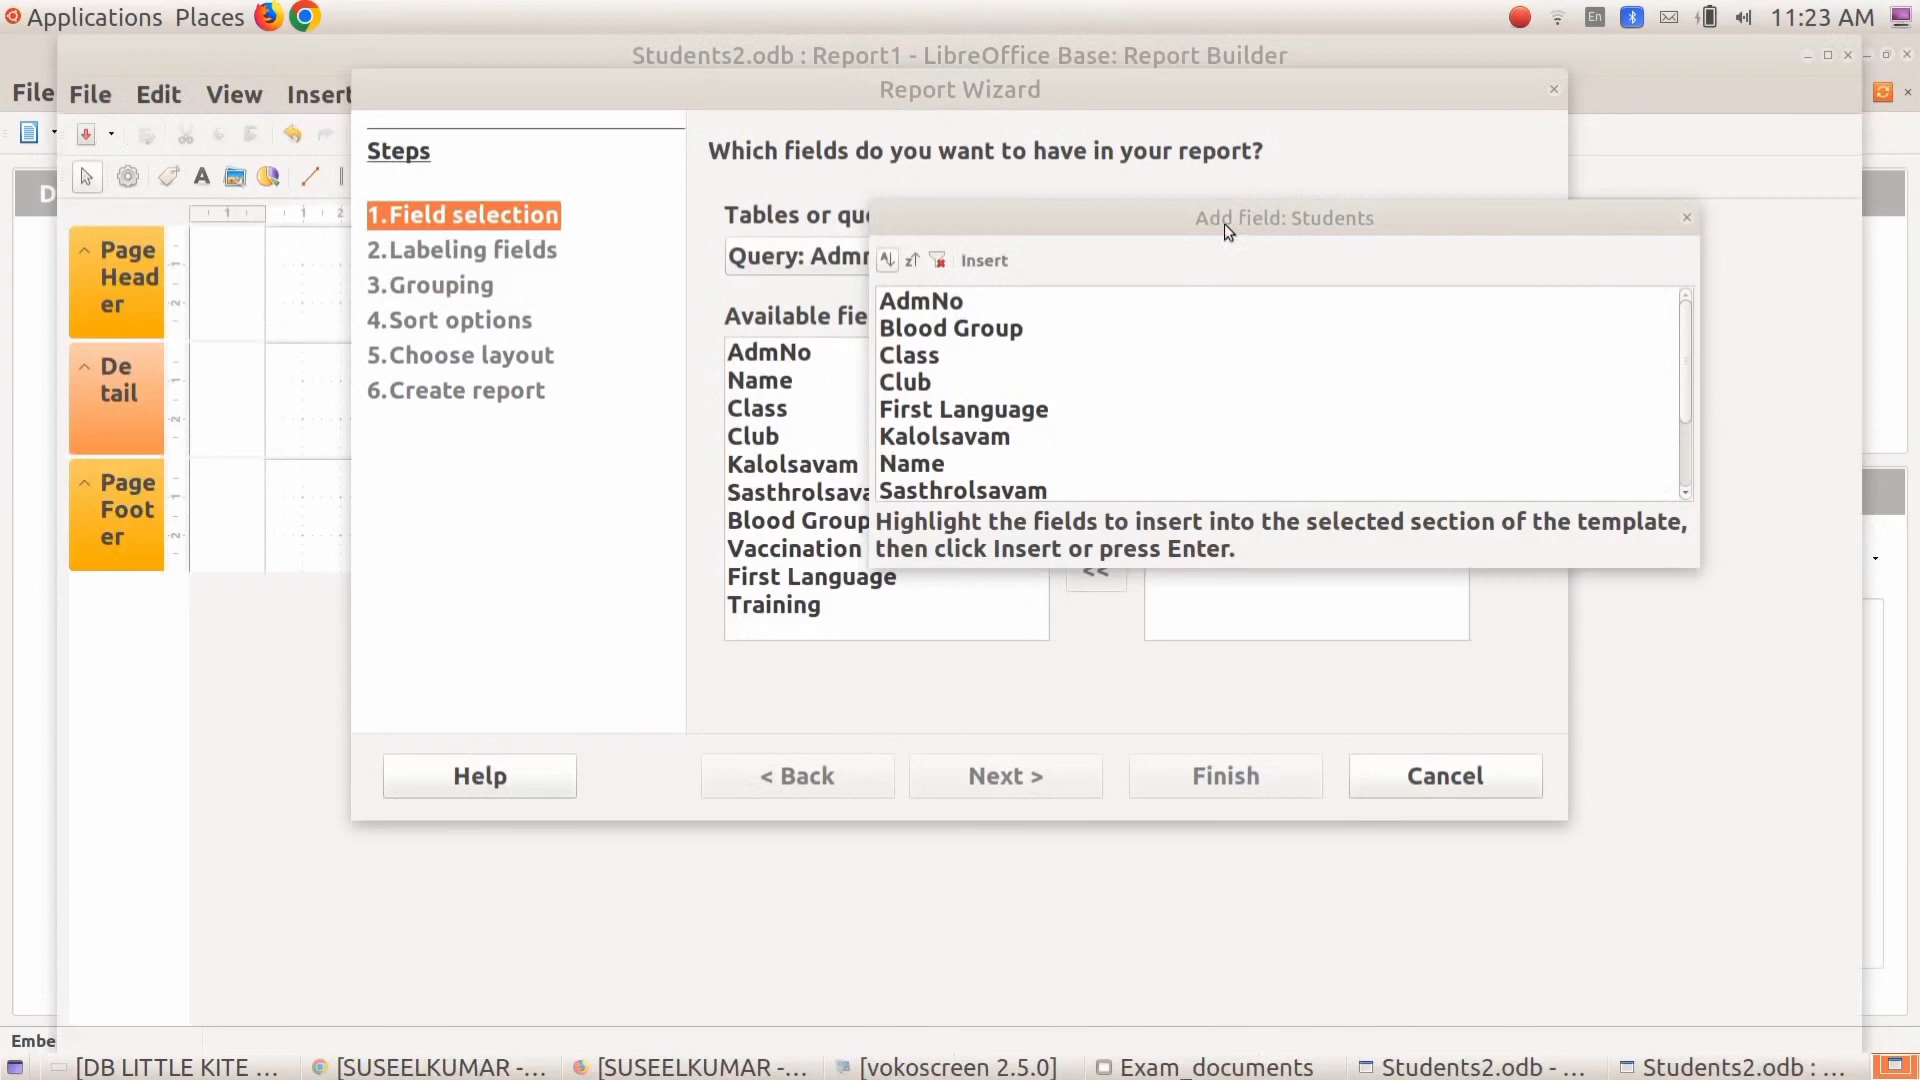 Applications Places En 11:23 AM
Students2.odb : Report1 - LibreOffice Base: Report Builder
File
File Edit View Insert
Report Wizard
Steps
1.Field selection
2.Labeling fields
3.Grouping
4.Sort options
5.Choose layout
6.Create report
Which fields do you want to have in your report?
Tables or qu
Query: Adm
Available fie
AdmNo
Name
Class
Club
Kalolsavam
Sasthrolsava
Blood Group
Vaccination
First Language
Training
<<
Add field: Students
Insert
AdmNo
Blood Group
Class
Club
First Language
Kalolsavam
Name
Sasthrolsavam
Highlight the fields to insert into the selected section of the template,
then click Insert or press Enter.
Page
Head
er
De
tail
Page
Foot
er
D
Help < Back Next > Finish Cancel
Embe
[DB LITTLE KITE ... [SUSEELKUMAR -... [SUSEELKUMAR -... [vokoscreen 2.5.0] Exam_documents Students2.odb - ... Students2.odb : ...